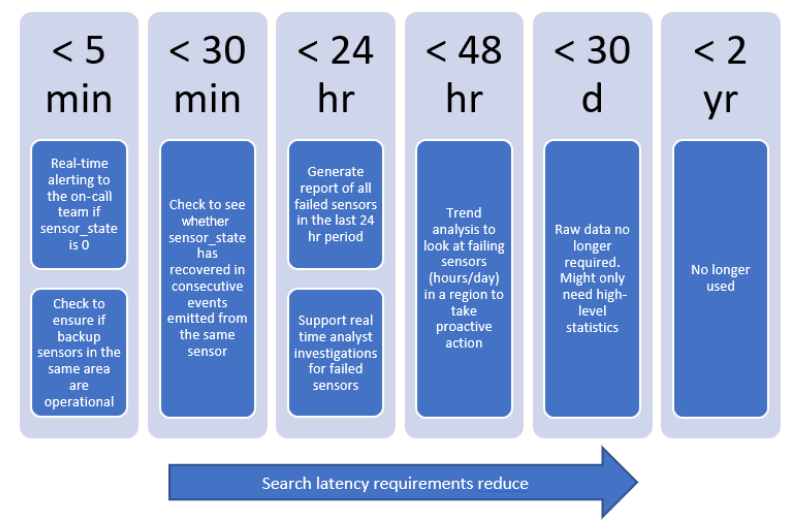 < 5
min
Real-time
alerting to
the on-call
team if
sensor_state
is 0
Check to
ensure if
backup
sensors in the
same area
are
operational
< 30
min
Check to see
whether
sensor_state
has
recovered in
consecutive
events
emitted from
the same
sensor
< 24
hr
Generate
report of all
failed sensors
in the last 24
hr period
Support real
time analyst
investigations
for failed
sensors
< 48
hr
Trend
analysis to
look at failing
sensors
(hours/day)
in a region to
take
proactive
action
< 30
d
Raw data no
longer
required.
Might only
need high-
level
statistics
< 2
yr
No longer
used
Search latency requirements reduce